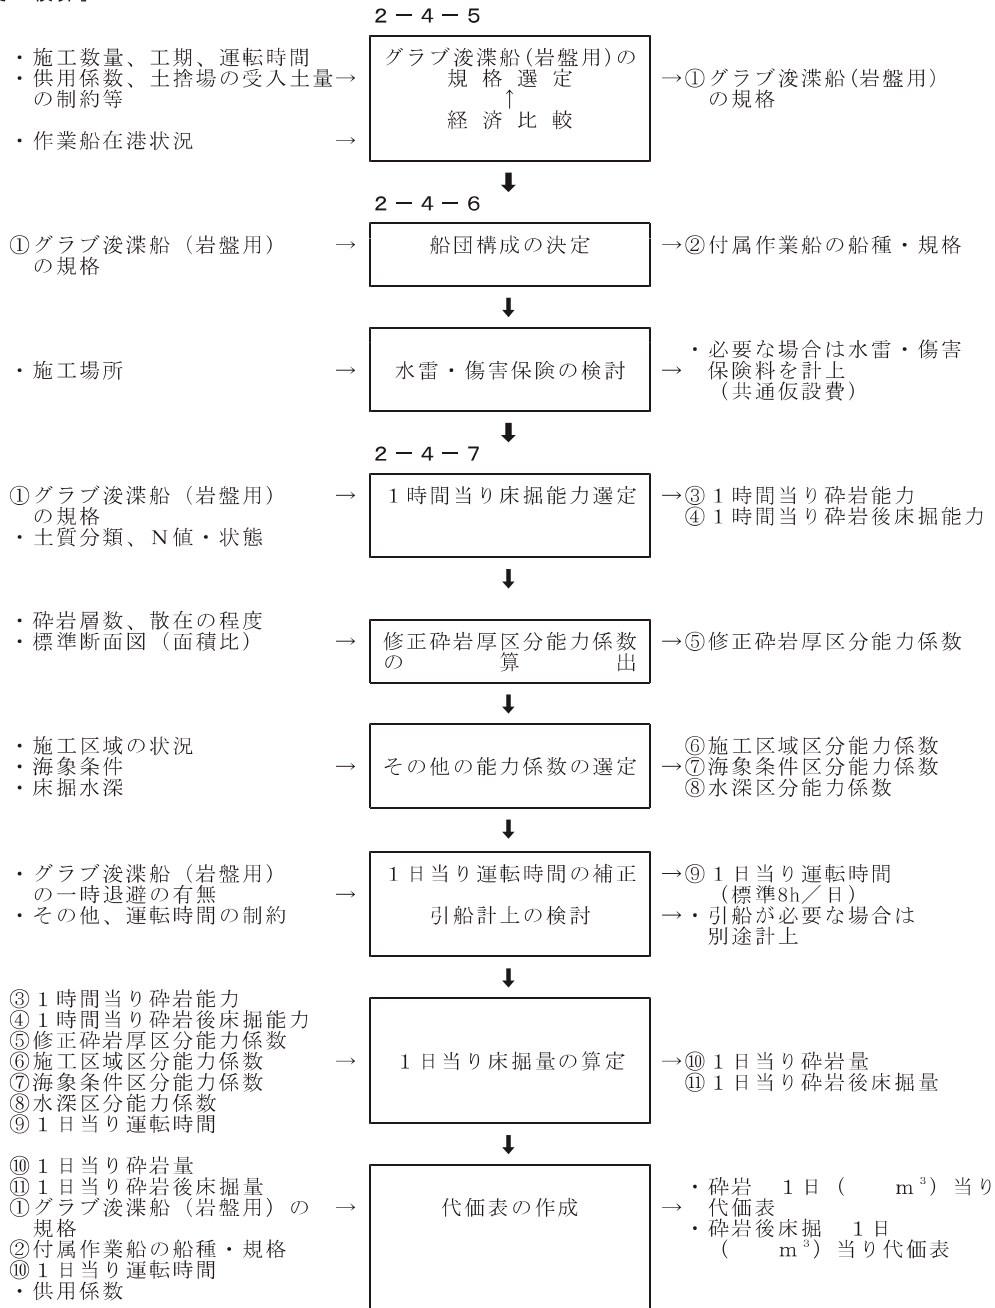 ２－４－５
・施工数量、工期、運転時間
・供用係数、土捨場の受入土量→
の制約等
・作業船在港状況 →
グラブ浚渫船(岩盤用)の
規格選定
↑
経済比較
→①グラブ浚渫船(岩盤用)
の規格
２－４－６
①グラブ浚渫船（岩盤用） →
の規格
船団構成の決定
→②付属作業船の船種・規格
・施工場所 →
水雷・傷害保険の検討
→
・必要な場合は水雷・傷害
保険料を計上
（共通仮設費）
２－４－７
①グラブ浚渫船（岩盤用） →
の規格
・土質分類、Ｎ値・状態
１時間当り床掘能力選定
→③１時間当り砕岩能力
④１時間当り砕岩後床掘能力
・砕岩層数、散在の程度
・標準断面図（面積比） →
修正砕岩厚区分能力係数
の算出
→⑤修正砕岩厚区分能力係数
・施工区域の状況
・海象条件 →
・床掘水深
その他の能力係数の選定
⑥施工区域区分能力係数
→⑦海象条件区分能力係数
⑧水深区分能力係数
・グラブ浚渫船（岩盤用）
の一時退避の有無 →
・その他、運転時間の制約
１日当り運転時間の補正
引船計上の検討
→⑨１日当り運転時間
（標準8h／日）
→・引船が必要な場合は
別途計上
③１時間当り砕岩能力
④１時間当り砕岩後床掘能力
⑤修正砕岩厚区分能力係数
⑥施工区域区分能力係数 →
⑦海象条件区分能力係数
⑧水深区分能力係数
⑨１日当り運転時間
１日当り床掘量の算定
→⑩１日当り砕岩量
⑪１日当り砕岩後床掘量
⑩１日当り砕岩量
⑪１日当り砕岩後床掘量
①グラブ浚渫船（岩盤用）の →
規格
②付属作業船の船種・規格
⑩１日当り運転時間
・供用係数
代価表の作成
→
・砕岩　１日（　　ｍ³）当り
代価表
・砕岩後床掘　１日
（　　ｍ³）当り代価表